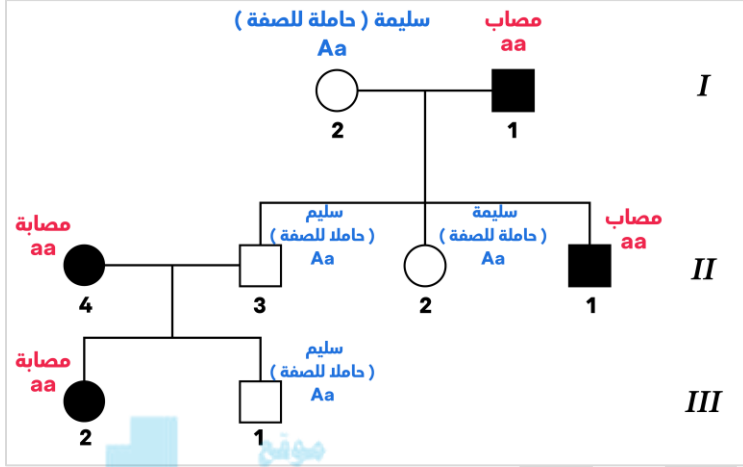 سليمة ( حاملة للصفة )
Aa
مصاب
aa
I
2
1
مصابة
aa
سليم
( حاملا للصفة )
Aa
سليمة
( حاملة للصفة )
Aa
مصاب
aa
II
4
3
2
1
مصابة
aa
سليم
( حاملا للصفة )
Aa
III
2
1
موقع